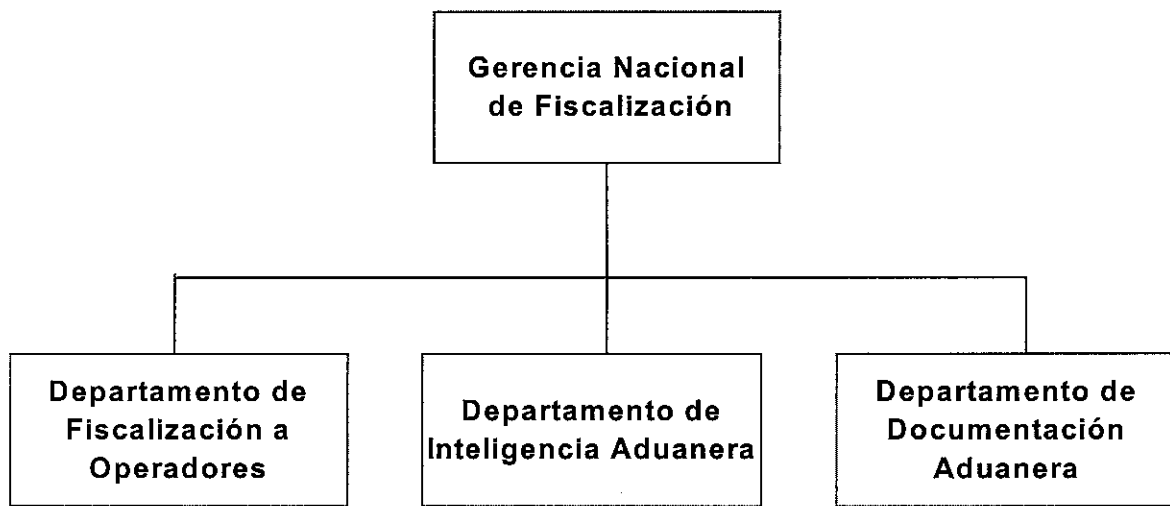 Gerencia Nacional
de Fiscalización
Departamento de
Fiscalización a
Operadores
Departamento de
Inteligencia Aduanera
Departamento de
Documentación
Aduanera